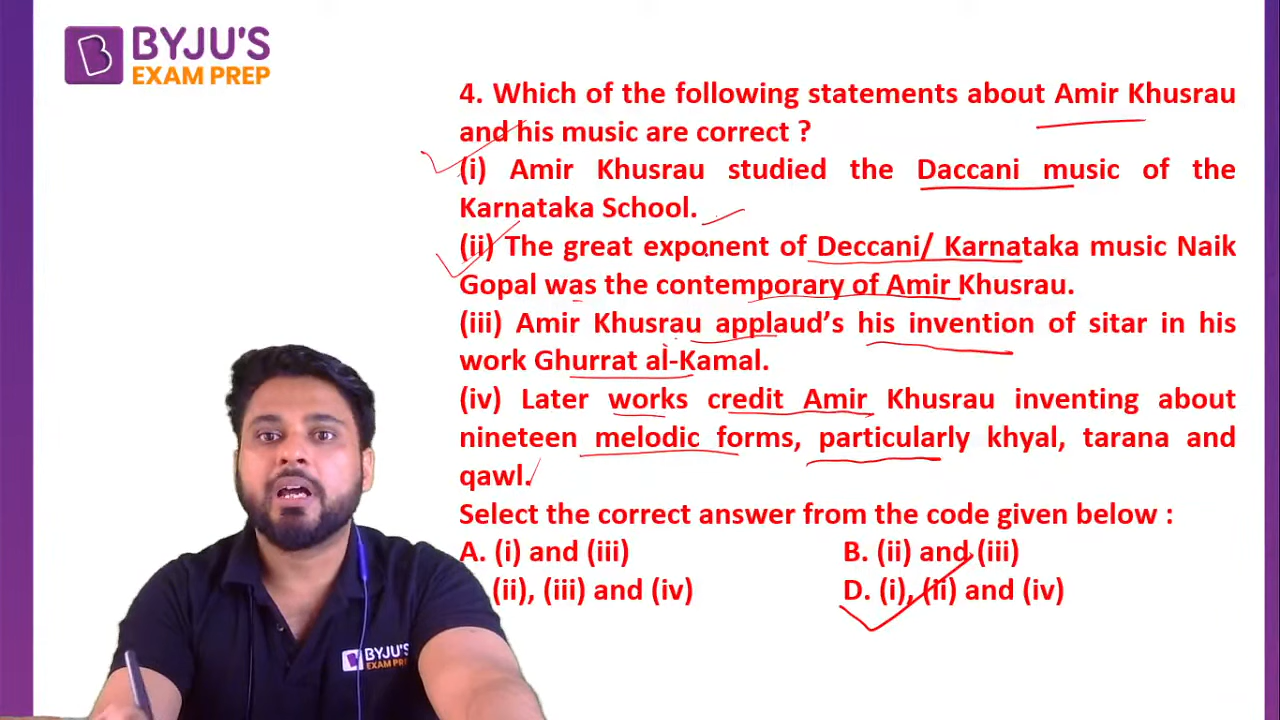 BYJU'S
EXAM PREP
4. Which of the following statements about Amir Khusrau
and his music are correct ?
(i) Amir Khusrau studied the Daccani music of the
Karnataka School.
(ii) The great exponent of Deccani/ Karnataka music Naik
Gopal was the contemporary of Amir Khusrau.
(iii) Amir Khusrau applaud's his invention of sitar in his
work Ghurrat al-Kamal.
(iv) Later works credit Amir Khusrau inventing about
nineteen melodic forms, particularly khyal, tarana and
qawl.
Select the correct answer from the code given below :
A. (i) and (iii) B. (ii) and (iii)
(ii), (iii) and (iv) D. (i), (ii) and (iv)
BYJU'S
EXAM PREP